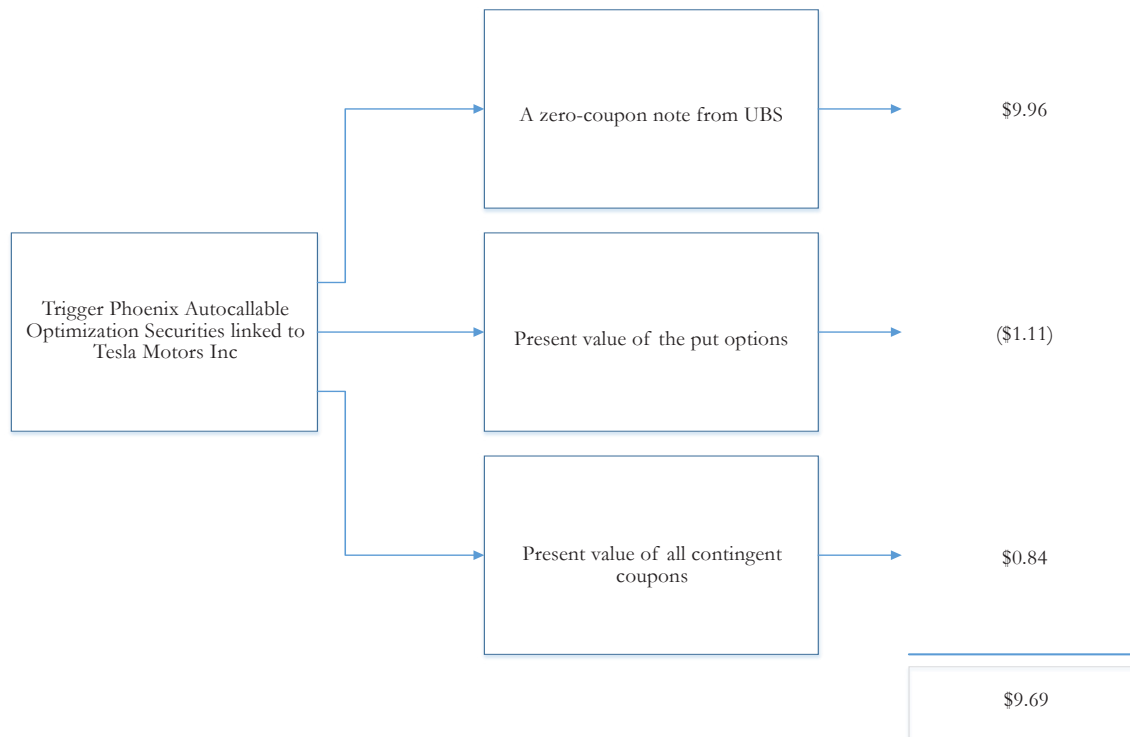 A zero-coupon note from UBS
$9.96
Trigger Phoenix Autocallable
Optimization Securities linked to
Tesla Motors Inc
Present value of the put options
($1.11)
Present value of all contingent
coupons
$0.84
$9.69